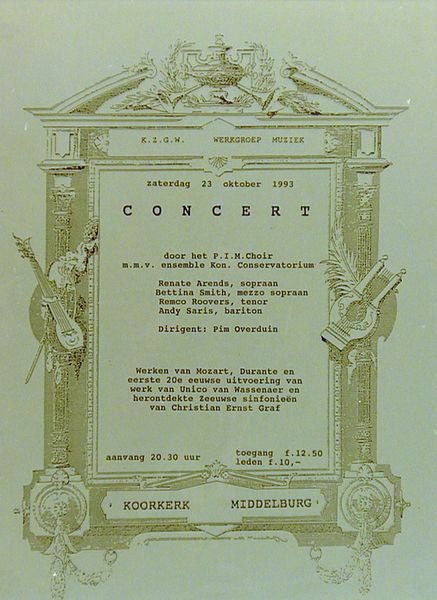 K.Z.G.W. WERKGROEP MUZIEK
zaterdag 23 oktober 1993
CONCERT
door het P.I.M.Choir
m.m.v. ensemble Kon. Conservatorium
Renate Arends, sopraan
Bettina Smith, mezzo sopraan
Remco Roovers, tenor
Andy Saris, bariton
Dirigent: Pim Overduin
Werken van Mozart, Durante en
eerste 20e eeuwse uitvoering van
werk van Unico van Wassenaer en
herontdekte Zeeuwse sinfonieën
van Christian Ernst Graf
aanvang 20.30 uur
toegang f.12.50
leden f.10,-
KOORKERK MIDDELBURG